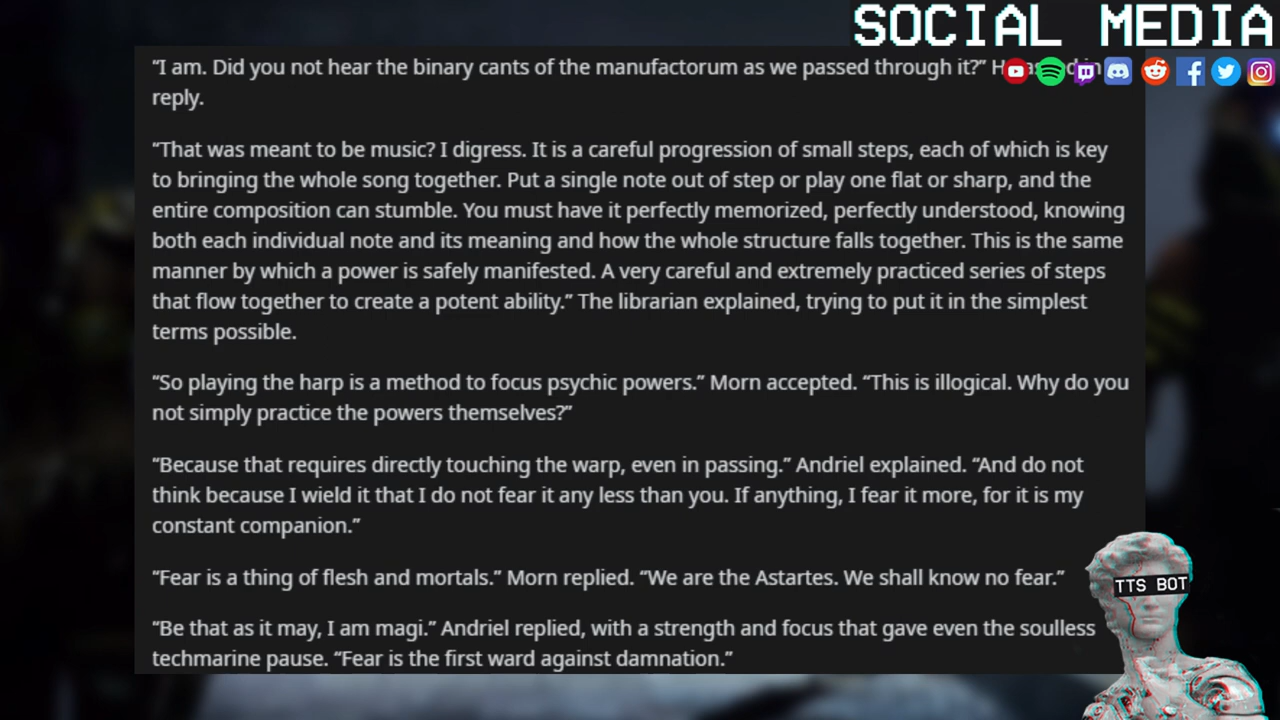 SOCIAL MEDIA
“I am. Did you not hear the binary cants of the manufactorum as we passed through it?” in
reply.
“That was meant to be music? I digress. It is a careful progression of small steps, each of which is key
to bringing the whole song together. Put a single note out of step or play one flat or sharp, and the
entire composition can stumble. You must have it perfectly memorized, perfectly understood, knowing
both each individual note and its meaning and how the whole structure falls together. This is the same
manner by which a power is safely manifested. A very careful and extremely practiced series of steps
that flow together to create a potent ability.” The librarian explained, trying to put it in the simplest
terms possible.
“So playing the harp is a method to focus psychic powers.” Morn accepted. “This is illogical. Why do you
not simply practice the powers themselves?”
“Because that requires directly touching the warp, even in passing.” Andriel explained. “And do not
think because I wield it that I do not fear it any less than you. If anything, I fear it more, for it is my
constant companion.”
“Fear is a thing of flesh and mortals.” Morn replied. “We are the Astartes. We shall know no fear.”
“Be that as it may, I am magi.” Andriel replied, with a strength and focus that gave even the soulless
techmarine pause. “Fear is the first ward against damnation.”
TTS BOT